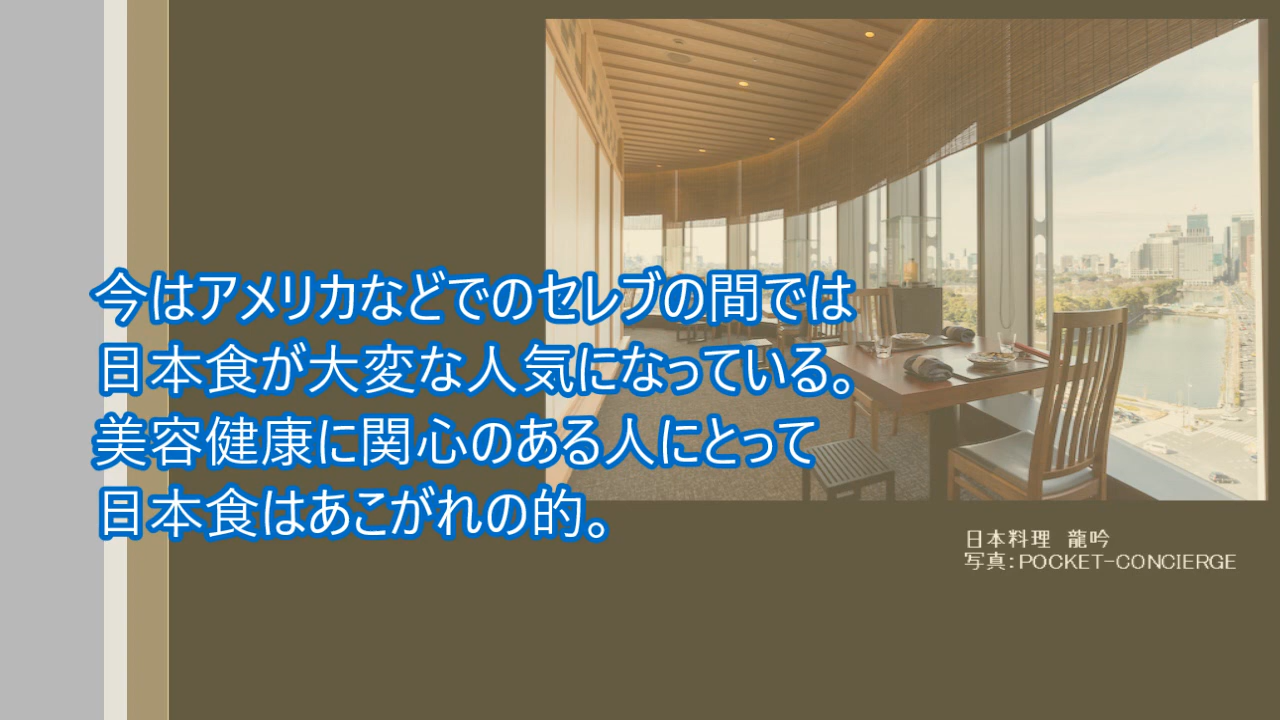 今はアメリカなどでのセレブの間では
日本食が大変な人気になっている。
美容健康に関心のある人にとって
日本食はあこがれの的。
日本料理 龍吟
写真：POCKET-CONCIERGE